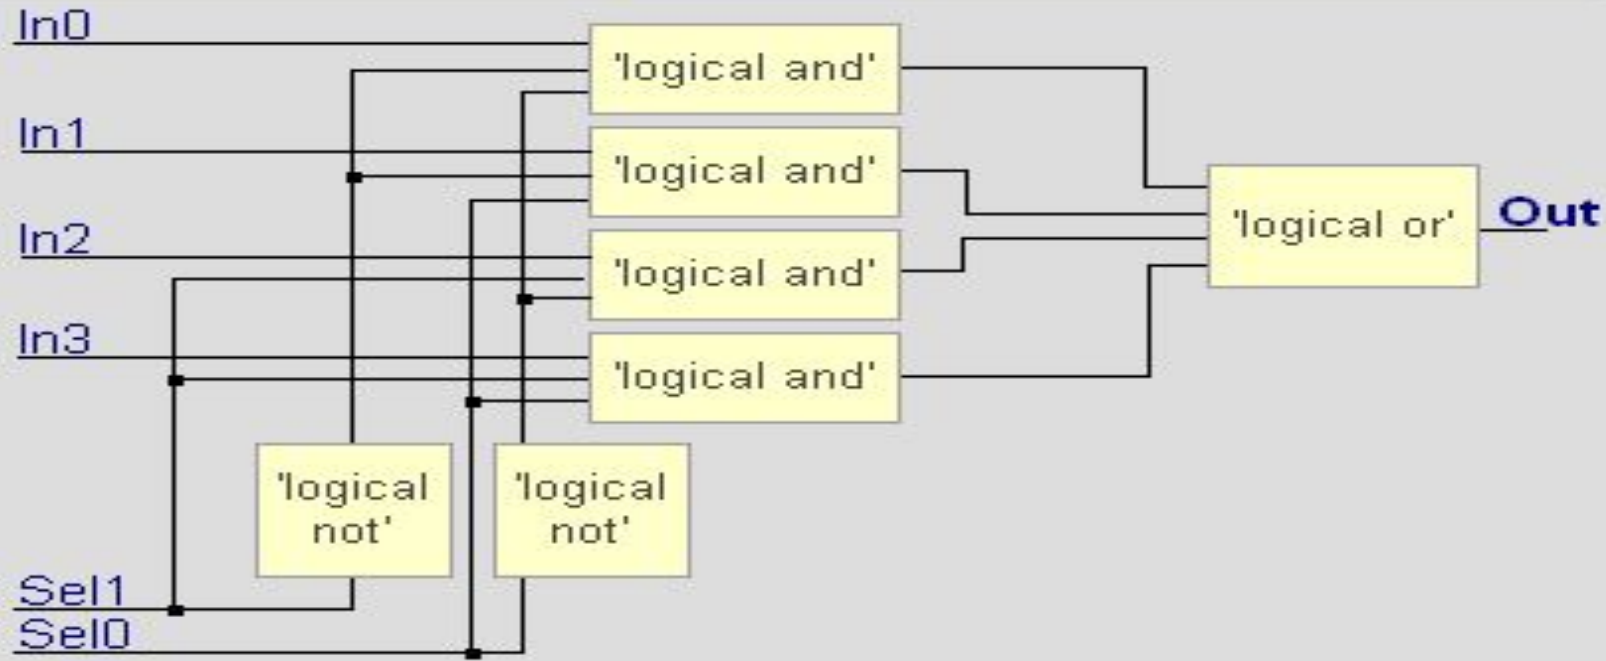 In0
'logical and'
In1
'logical and'
In2
'logical and'
In3
'logical and'
'logical or'
Out
'logical
not'
'logical
not'
Sel1
Sel0